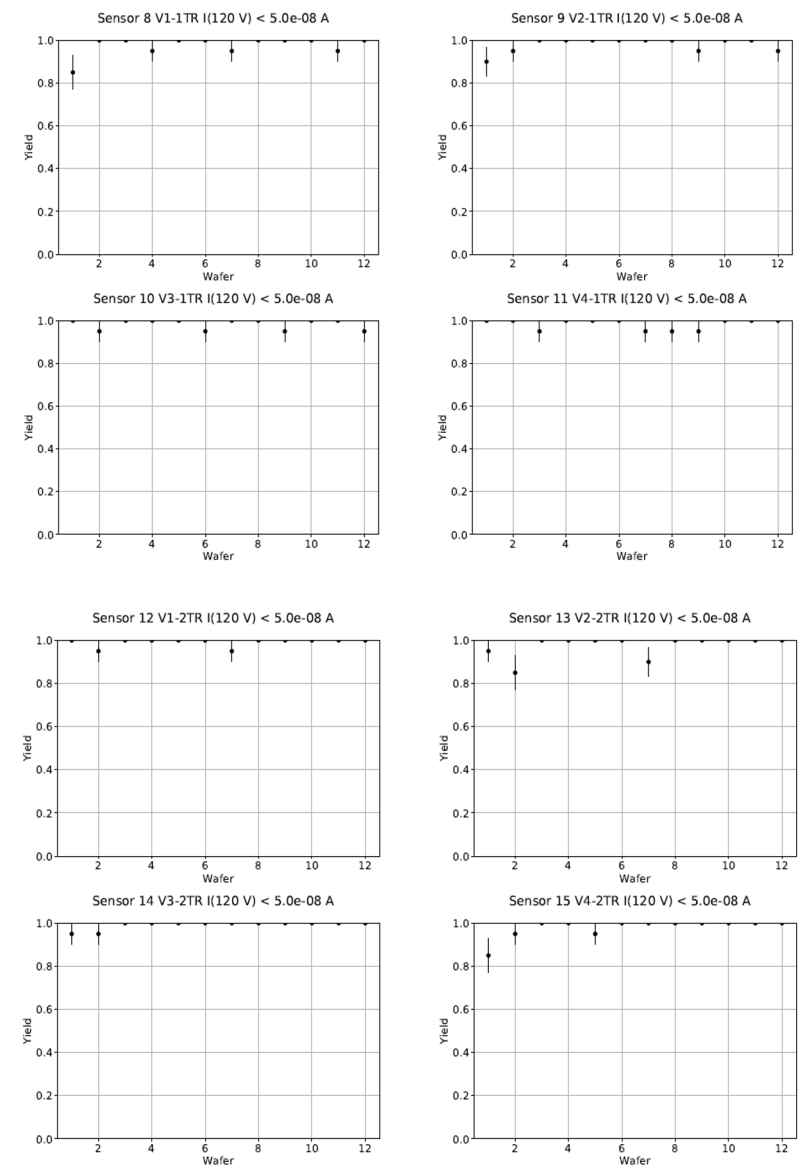 Sensor 8 V1-1TR I(120 V) < 5.0e-08 A
1.0
0.8
0.6
0.4
0.2
0.0
Yield
2 4 6 8 10 12
Wafer
Sensor 9 V2-1TR I(120 V) < 5.0e-08 A
1.0
0.8
0.6
0.4
0.2
0.0
Yield
2 4 6 8 10 12
Wafer
Sensor 10 V3-1TR I(120 V) < 5.0e-08 A
1.0
0.8
0.6
0.4
0.2
0.0
Yield
2 4 6 8 10 12
Wafer
Sensor 11 V4-1TR I(120 V) < 5.0e-08 A
1.0
0.8
0.6
0.4
0.2
0.0
Yield
2 4 6 8 10 12
Wafer
Sensor 12 V1-2TR I(120 V) < 5.0e-08 A
1.0
0.8
0.6
0.4
0.2
0.0
Yield
2 4 6 8 10 12
Wafer
Sensor 13 V2-2TR I(120 V) < 5.0e-08 A
1.0
0.8
0.6
0.4
0.2
0.0
Yield
2 4 6 8 10 12
Wafer
Sensor 14 V3-2TR I(120 V) < 5.0e-08 A
1.0
0.8
0.6
0.4
0.2
0.0
Yield
2 4 6 8 10 12
Wafer
Sensor 15 V4-2TR I(120 V) < 5.0e-08 A
1.0
0.8
0.6
0.4
0.2
0.0
Yield
2 4 6 8 10 12
Wafer